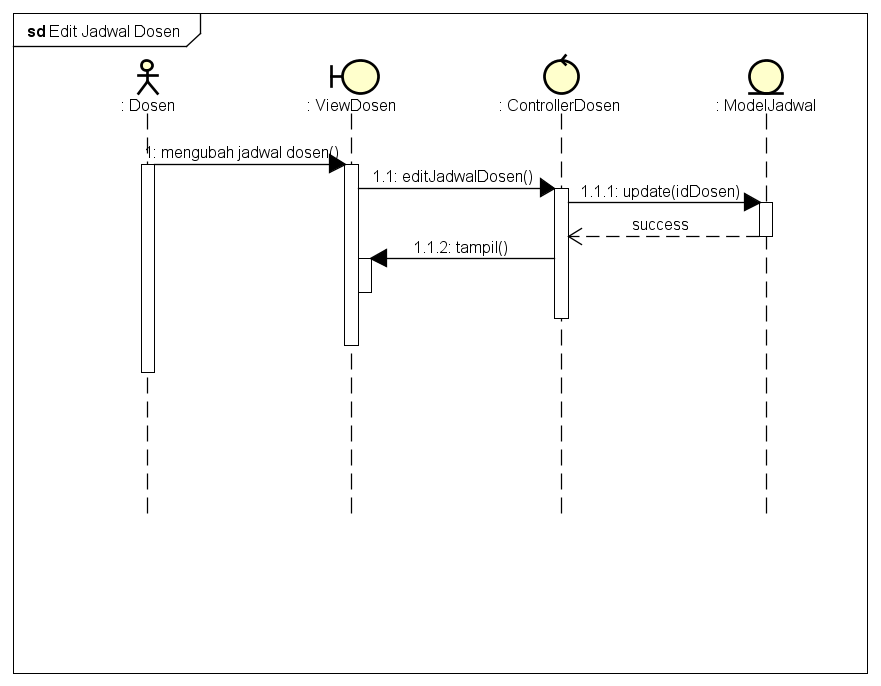 sd Edit Jadwal Dosen
: Dosen
: ViewDosen
: ControllerDosen
: ModelJadwal
1: mengubah jadwal dosen()
1.1: editJadwalDosen()
1.1.1: update(idDosen)
success
1.1.2: tampil()